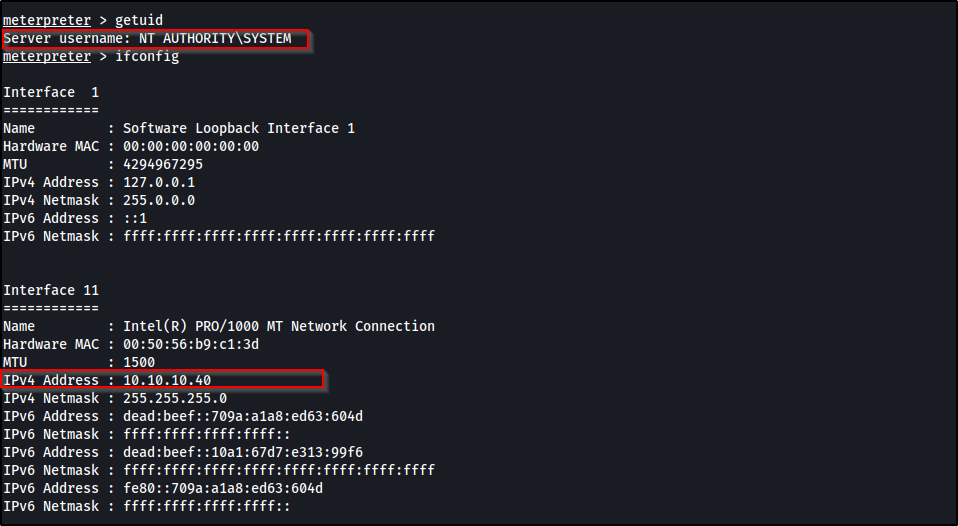 meterpreter > getuid
Server username: NT AUTHORITY\SYSTEM
meterpreter > ifconfig
Interface  1
============
Name         : Software Loopback Interface 1
Hardware MAC : 00:00:00:00:00:00
MTU          : 4294967295
IPv4 Address : 127.0.0.1
IPv4 Netmask : 255.0.0.0
IPv6 Address : ::1
IPv6 Netmask : ffff:ffff:ffff:ffff:ffff:ffff:ffff:ffff
Interface 11
============
Name         : Intel(R) PRO/1000 MT Network Connection
Hardware MAC : 00:50:56:b9:c1:3d
MTU          : 1500
IPv4 Address : 10.10.10.40
IPv4 Netmask : 255.255.255.0
IPv6 Address : dead:beef::709a:a1a8:ed63:604d
IPv6 Netmask : ffff:ffff:ffff:ffff::
IPv6 Address : dead:beef::10a1:67d7:e313:99f6
IPv6 Netmask : ffff:ffff:ffff:ffff:ffff:ffff:ffff:ffff
IPv6 Address : fe80::709a:a1a8:ed63:604d
IPv6 Netmask : ffff:ffff:ffff:ffff::